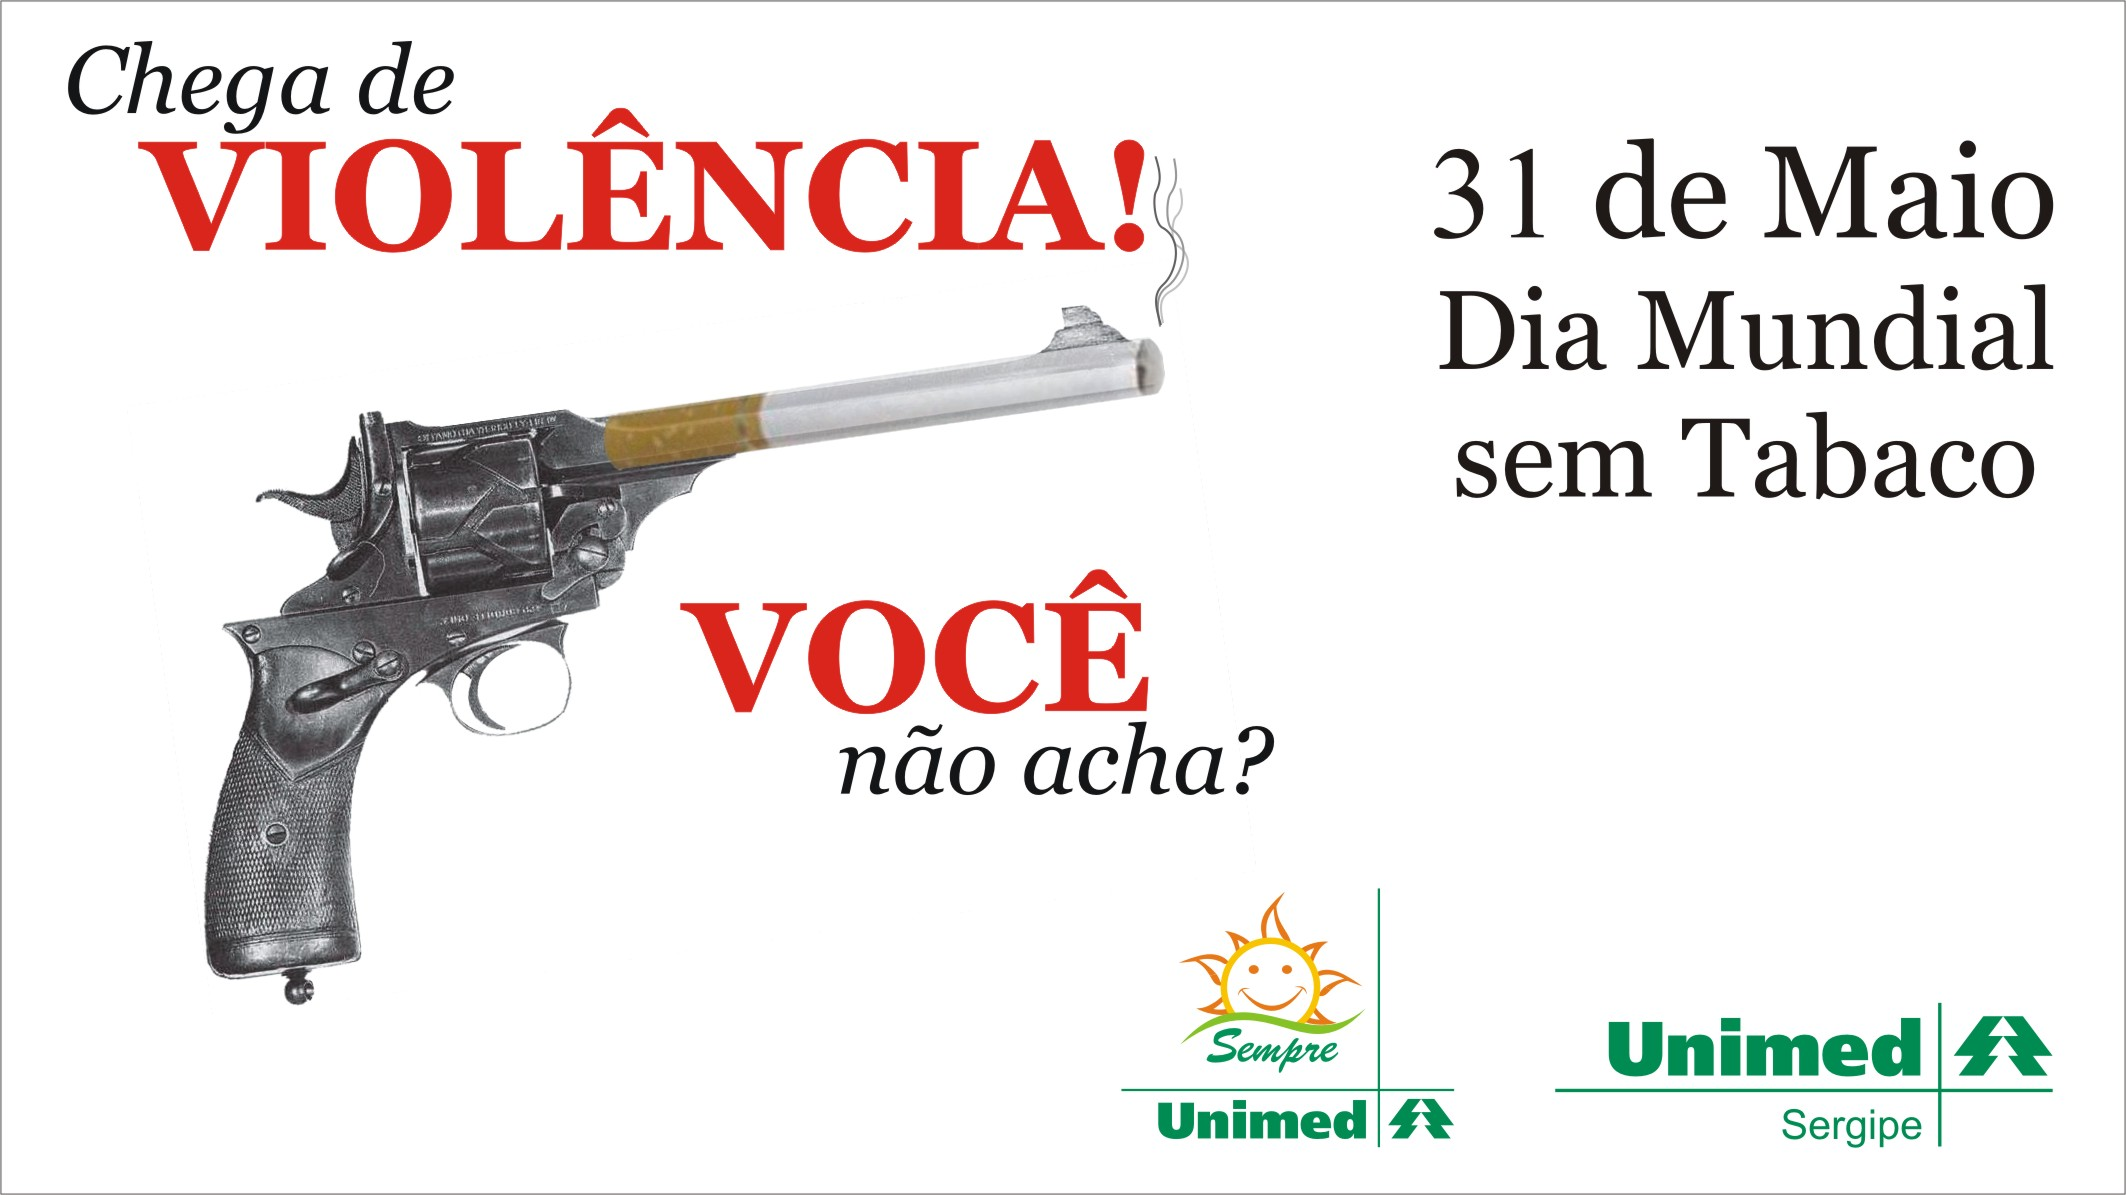 Chega de
VIOLÊNCIA!
VOCÊ
não acha?
31 de Maio
Dia Mundial
sem Tabaco
Sempre
Unimed
Unimed
Sergipe